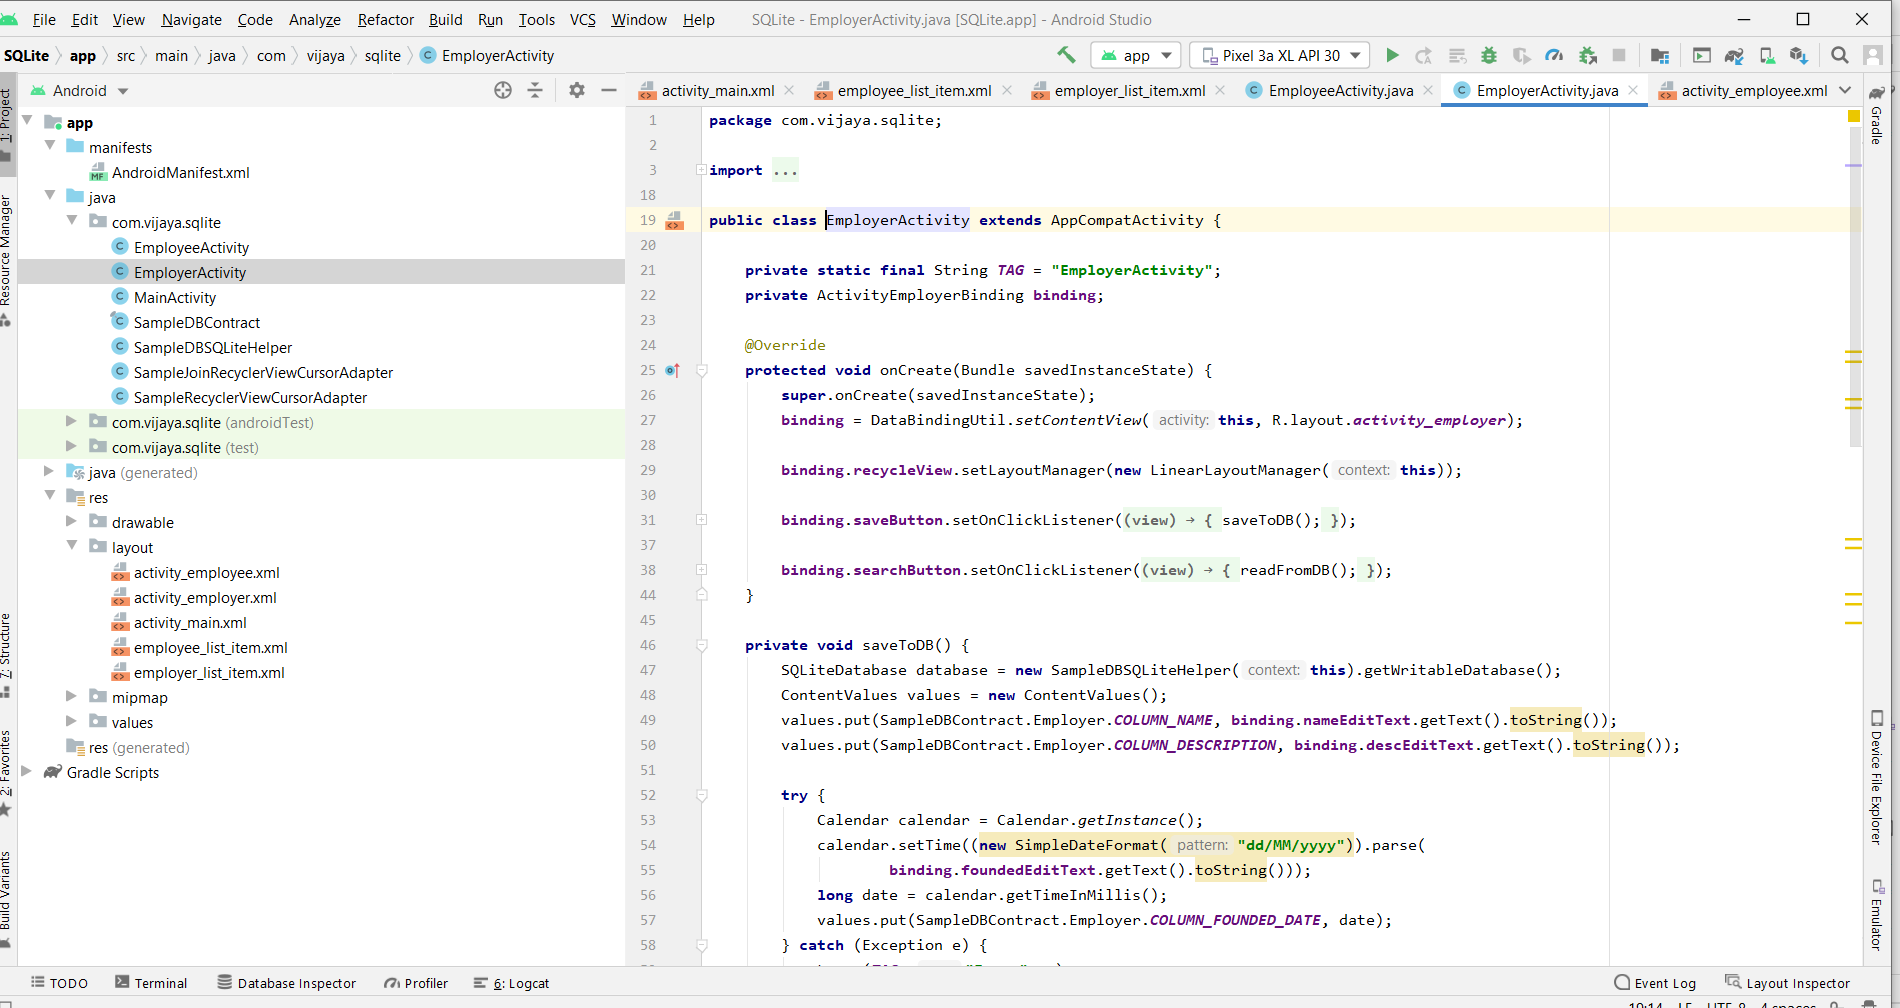 File Edit View Navigate Code Analyze Refactor Build Run Tools VCS Window Help SQLite - EmployerActivity.java [SQLite.app] - Android Studio
SQLite app src main java com vijaya sqlite EmployerActivity app Pixel 3a XL API 30
Android
activity_main.xml employee_list_item.xml employer_list_item.xml EmployeeActivity.java EmployerActivity.java activity_employee.xml
1: Project
Resource Manager
7: Structure
2: Favorites
Build Variants
app
manifests
AndroidManifest.xml
java
com.vijaya.sqlite
EmployeeActivity
EmployerActivity
MainActivity
SampleDBContract
SampleDBSQLiteHelper
SampleJoinRecyclerViewCursorAdapter
SampleRecyclerViewCursorAdapter
com.vijaya.sqlite (androidTest)
com.vijaya.sqlite (test)
java (generated)
res
drawable
layout
activity_employee.xml
activity_employer.xml
activity_main.xml
employee_list_item.xml
employer_list_item.xml
mipmap
values
res (generated)
Gradle Scripts
1 package com.vijaya.sqlite;
2
3 import ...
18
19 public class EmployerActivity extends AppCompatActivity {
20
21 private static final String TAG = "EmployerActivity";
22 private ActivityEmployerBinding binding;
23
24 @Override
25 protected void onCreate(Bundle savedInstanceState) {
26 super.onCreate(savedInstanceState);
27 binding = DataBindingUtil.setContentView( activity: this, R.layout.activity_employer);
28
29 binding.recycleView.setLayoutManager(new LinearLayoutManager( context: this));
30
31 binding.saveButton.setOnClickListener((view) → { saveToDB(); });
37
38 binding.searchButton.setOnClickListener((view) → { readFromDB(); });
44 }
45
46 private void saveToDB() {
47 SQLiteDatabase database = new SampleDBSQLiteHelper( context: this).getWritableDatabase();
48 ContentValues values = new ContentValues();
49 values.put(SampleDBContract.Employer.COLUMN_NAME, binding.nameEditText.getText().toString());
50 values.put(SampleDBContract.Employer.COLUMN_DESCRIPTION, binding.descEditText.getText().toString());
51
52 try {
53 Calendar calendar = Calendar.getInstance();
54 calendar.setTime((new SimpleDateFormat( pattern: "dd/MM/yyyy")).parse(
55 binding.foundedEditText.getText().toString()));
56 long date = calendar.getTimeInMillis();
57 values.put(SampleDBContract.Employer.COLUMN_FOUNDED_DATE, date);
58 } catch (Exception e) {
Gradle
Device File Explorer
Emulator
TODO Terminal Database Inspector Profiler 6: Logcat Event Log Layout Inspector
19:14 LF UTF-8 4 spaces